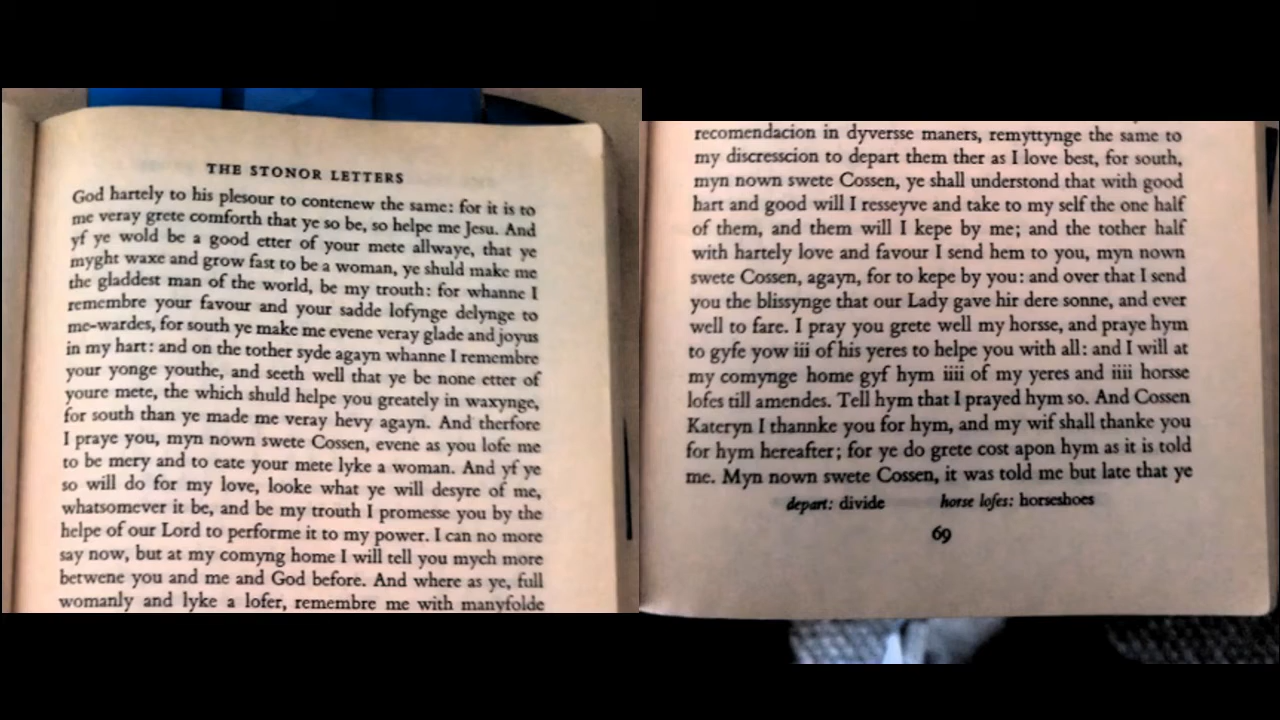 THE STONOR LETTERS
God hartely to his plesour to contenew the same: for it is to
me veray grete comforth that ye so be, so helpe me Jesu. And
yf ye wold be a good etter of your mete allwaye, that ye
myght waxe and grow fast to be a woman, ye shuld make me
the gladdest man of the world, be my trouth: for whanne I
remembre your favour and your sadde lofynge delynge to
me-wardes, for south ye make me evene veray glade and joyus
in my hart: and on the tother syde agayn whanne I remembre
your yonge youthe, and seeth well that ye be none etter of
youre mete, the which shuld helpe you greately in waxynge,
for south than ye made me veray hevy agayn. And therfore
I praye you, myn nown swete Cossen, evene as you lofe me
to be mery and to eate your mete lyke a woman. And yf ye
so will do for my love, looke what ye will desyre of me,
whatsomever it be, and be my trouth I promesse you by the
helpe of our Lord to performe it to my power. I can no more
say now, but at my comyng home I will tell you mych more
betwene you and me and God before. And where as ye, full
womanly and lyke a lofer, remembre me with manyfolde
recomendacion in dyversse maners, remyttynge the same to
my discresscion to depart them ther as I love best, for south,
myn nown swete Cossen, ye shall understond that with good
hart and good will I resseyve and take to my self the one half
of them, and them will I kepe by me; and the tother half
with hartely love and favour I send hem to you, myn nown
swete Cossen, agayn, for to kepe by you: and over that I send
you the blissynge that our Lady gave hir dere sonne, and ever
well to fare. I pray you grete well my horsse, and praye hym
to gyfe yow iii of his yeres to helpe you with all: and I will at
my comynge home gyf hym iiii of my yeres and iiii horsse
lofes till amendes. Tell hym that I prayed hym so. And Cossen
Kateryn I thannke you for hym, and my wif shall thanke you
for hym hereafter; for ye do grete cost apon hym as it is told
me. Myn nown swete Cossen, it was told me but late that ye
depart: divide horse lofes: horseshoes
69